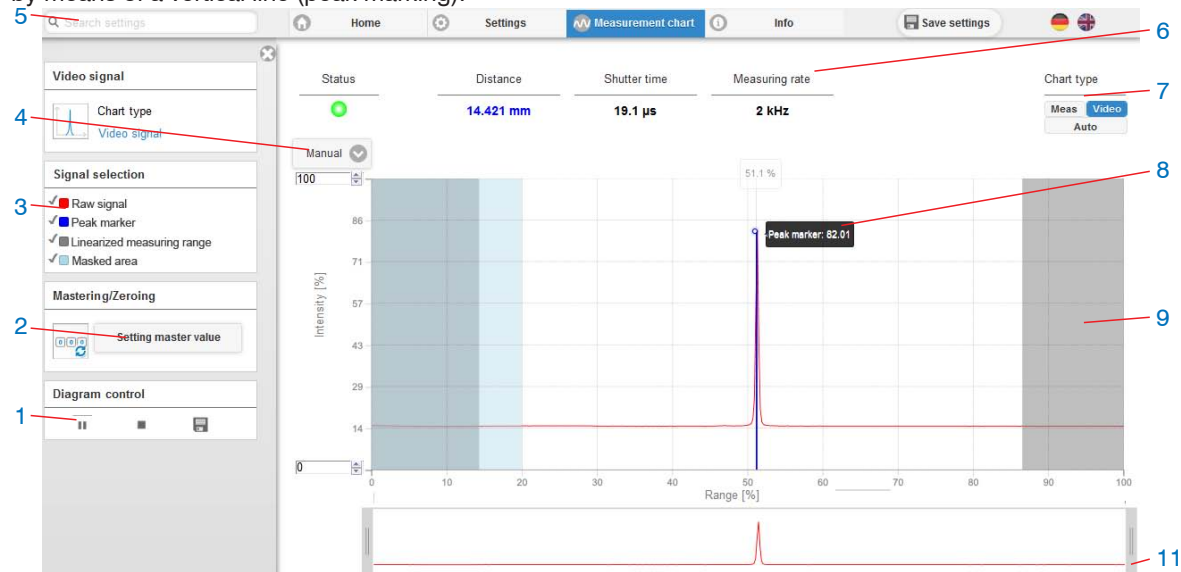 by means of a vertical line (peak marking).
5 Search settings Home Settings Measurement chart Info Save settings
6
Video signal
Chart type
Video signal
4
Signal selection
3 Raw signal
Peak marker
Linearized measuring range
Masked area
Mastering/Zeroing
2 Setting master value
Diagram control
1
Status Distance Shutter time Measuring rate Chart type
7
14.421 mm 19.1 µs 2 kHz Meas Video
Auto
Manual
100
51.1 %
8
86
Peak marker: 82.01
71
Intensity [%]
57
9
43
29
14
0
0 10 20 30 40 50 60 70 80 90 100
Range [%]
11